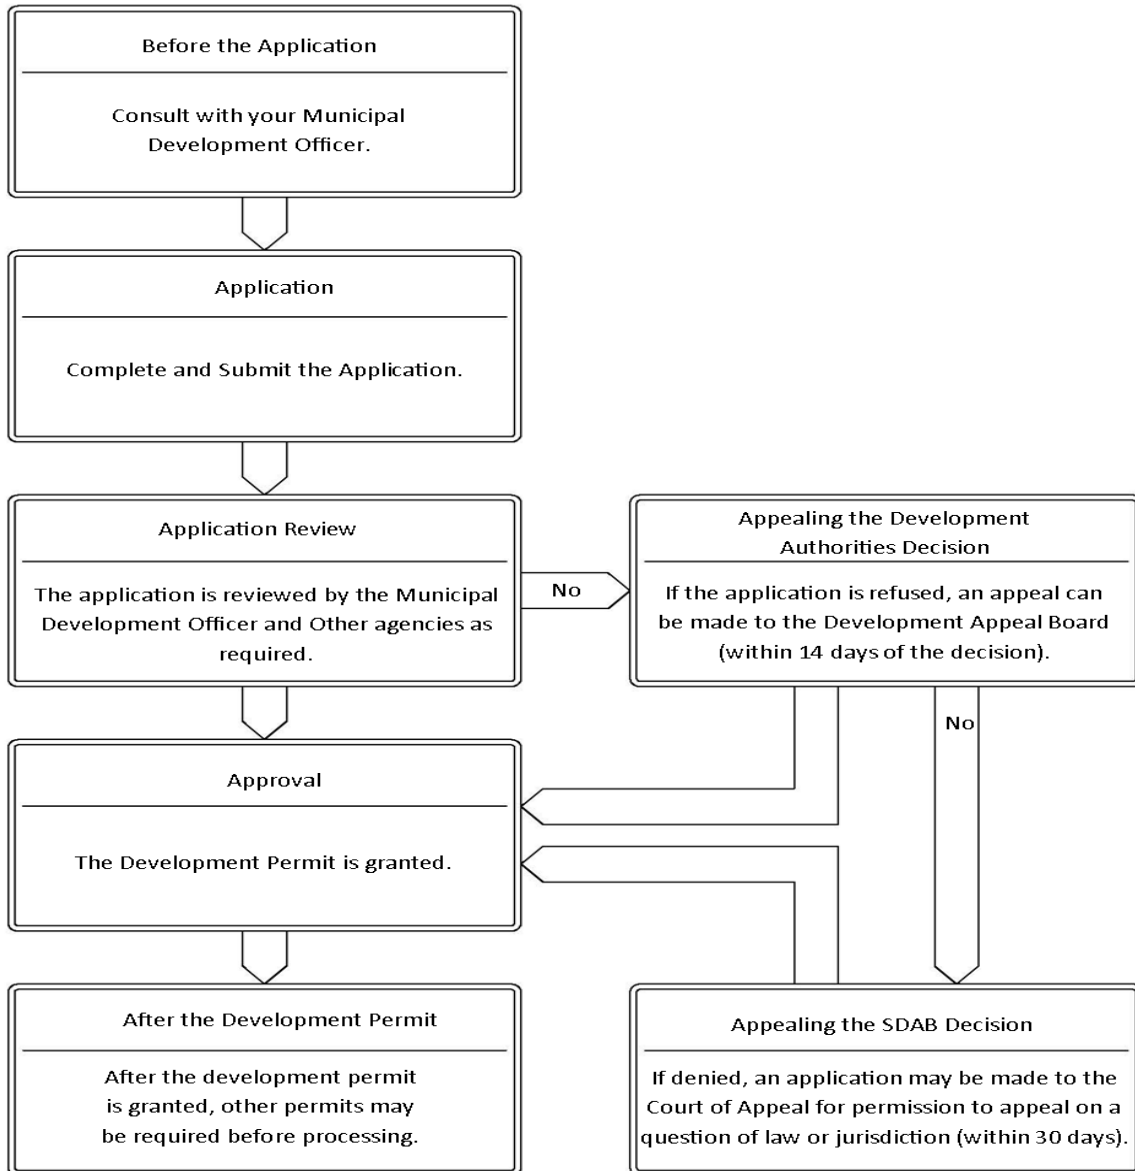 Before the Application
Consult with your Municipal
Development Officer.
Application
Complete and Submit the Application.
Application Review
The application is reviewed by the Municipal
Development Officer and Other agencies as
required.
No
Appealing the Development
Authorities Decision
If the application is refused, an appeal can
be made to the Development Appeal Board
(within 14 days of the decision).
No
Approval
The Development Permit is granted.
After the Development Permit
After the development permit
is granted, other permits may
be required before processing.
Appealing the SDAB Decision
If denied, an application may be made to the
Court of Appeal for permission to appeal on a
question of law or jurisdiction (within 30 days).